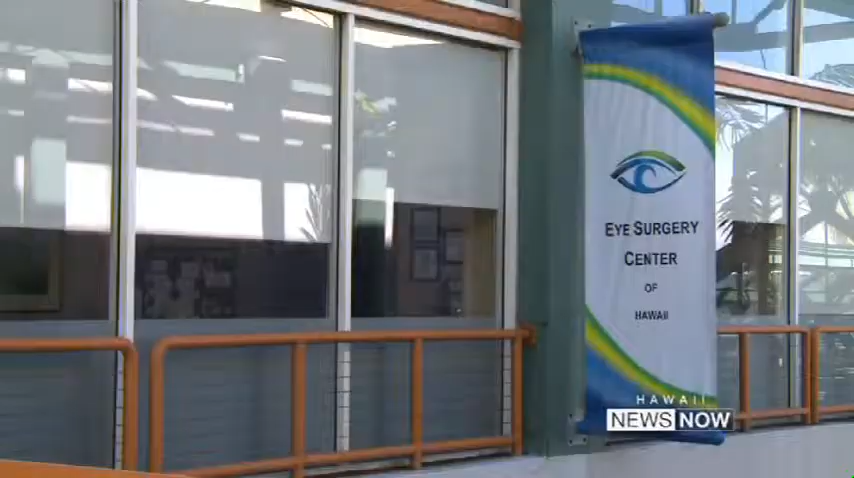 EYE SURGERY
CENTER
OF
HAWAII
HAWAII
NEWS NOW